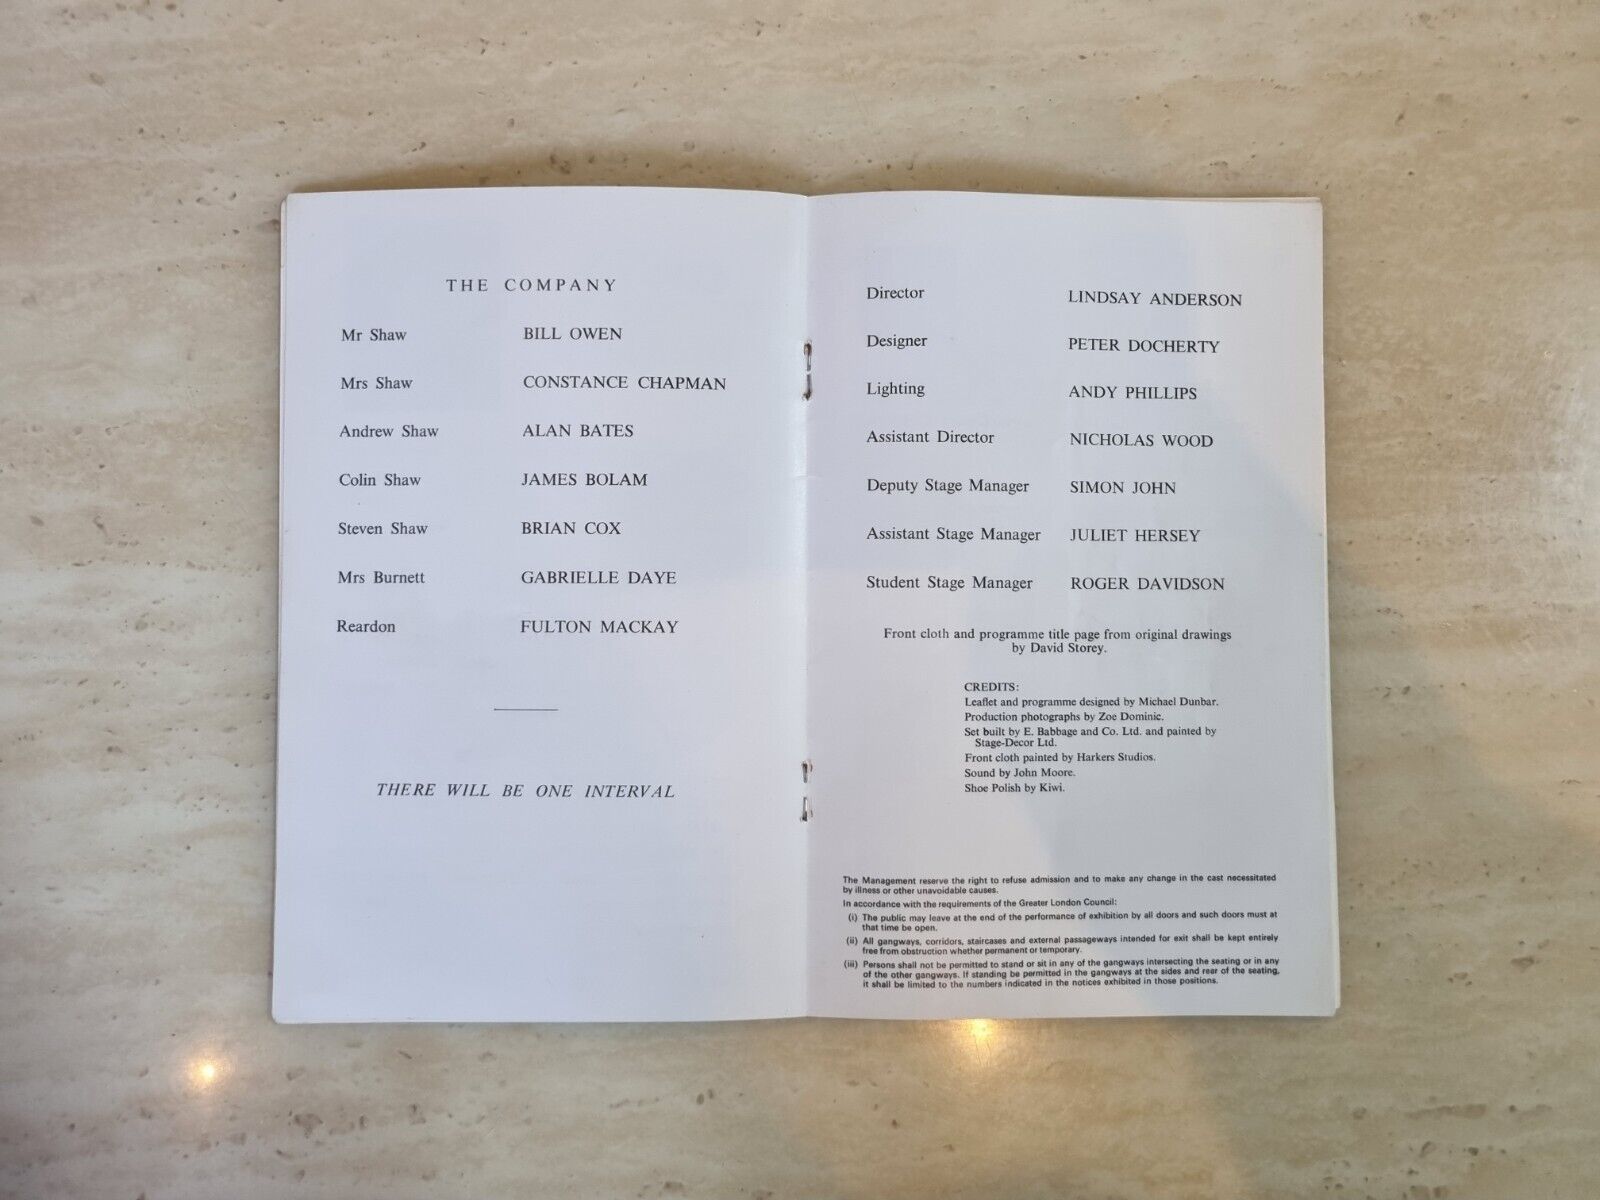 THE COMPANY
Mr Shaw BILL OWEN
Mrs Shaw CONSTANCE CHAPMAN
Andrew Shaw ALAN BATES
Colin Shaw JAMES BOLAM
Steven Shaw BRIAN COX
Mrs Burnett GABRIELLE DAYE
Reardon FULTON MACKAY
THERE WILL BE ONE INTERVAL
Director LINDSAY ANDERSON
Designer PETER DOCHERTY
Lighting ANDY PHILLIPS
Assistant Director NICHOLAS WOOD
Deputy Stage Manager SIMON JOHN
Assistant Stage Manager JULIET HERSEY
Student Stage Manager ROGER DAVIDSON
Front cloth and programme title page from original drawings
by David Storey.
CREDITS:
Leaflet and programme designed by Michael Dunbar.
Production photographs by Zoe Dominic.
Set built by E. Babbage and Co. Ltd. and painted by
Stage-Decor Ltd.
Front cloth painted by Harkers Studios.
Sound by John Moore.
Shoe Polish by Kiwi.
The Management reserve the right to refuse admission and to make any change in the cast necessitated
by illness or other unavoidable causes.
In accordance with the requirements of the Greater London Council:
(i) The public may leave at the end of the performance of exhibition by all doors and such doors must at
that time be open.
(ii) All gangways, corridors, staircases and external passageways intended for exit shall be kept entirely
free from obstruction whether permanent or temporary.
(iii) Persons shall not be permitted to stand or sit in any of the gangways intersecting the seating or in any
of the other gangways. If standing be permitted in the gangways at the sides and rear of the seating,
it shall be limited to the numbers indicated in the notices exhibited in those positions.